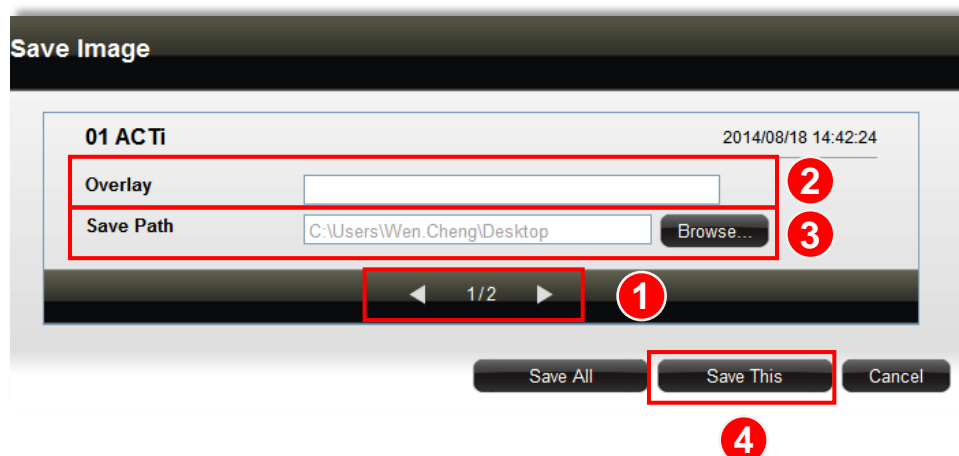 Save Image
01 ACTi
2014/08/18 14:42:24
Overlay
2
Save Path
C:\Users\Wen.Cheng\Desktop
Browse...
3
1/2
1
Save All
Save This
Cancel
4